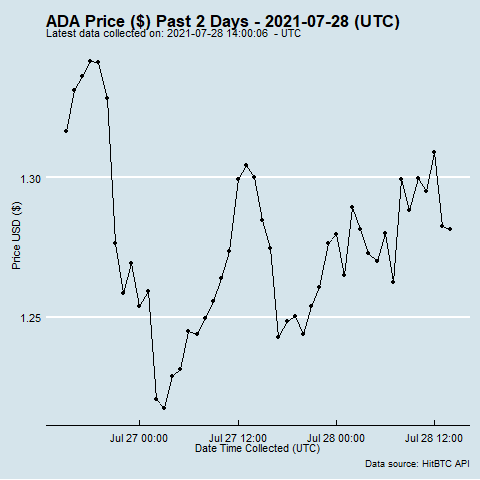 ADA Price ($) Past 2 Days - 2021-07-28 (UTC)
Latest data collected on: 2021-07-28 14:00:06 - UTC
1.30
1.25
Price USD ($)
Jul 27 00:00 Jul 27 12:00 Jul 28 00:00 Jul 28 12:00
Date Time Collected (UTC)
Data source: HitBTC API